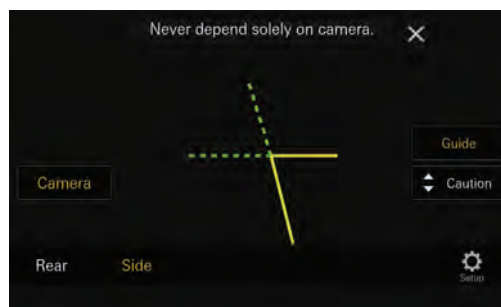 Never depend solely on camera.
Guide
Camera
Caution
Rear
Side
Setup